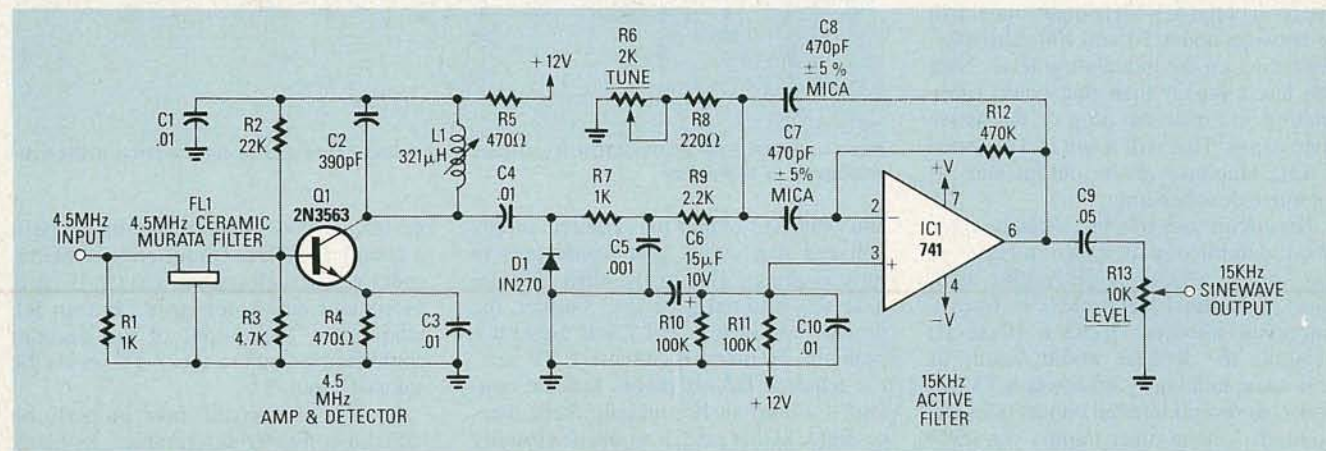 +12V
C1
.01
R2
22K
C2
390pF
L1
321µH
R5
470Ω
R6
2K
TUNE
R8
220Ω
C8
470pF
±5%
MICA
C7
470pF
±5%
MICA
R12
470K
4.5MHz
INPUT
FL1
4.5MHz CERAMIC
MURATA FILTER
Q1
2N3563
C4
.01
R7
1K
R9
2.2K
+V
7
2
−
IC1
741
6
3
+
4
−V
C9
.05
R13
10K
LEVEL
15KHz
SINEWAVE
OUTPUT
R1
1K
R3
4.7K
R4
470Ω
C3
.01
D1
IN270
C5
.001
C6
15µF
10V
+
R10
100K
R11
100K
C10
.01
+12V
4.5
MHz
AMP & DETECTOR
15KHz
ACTIVE
FILTER